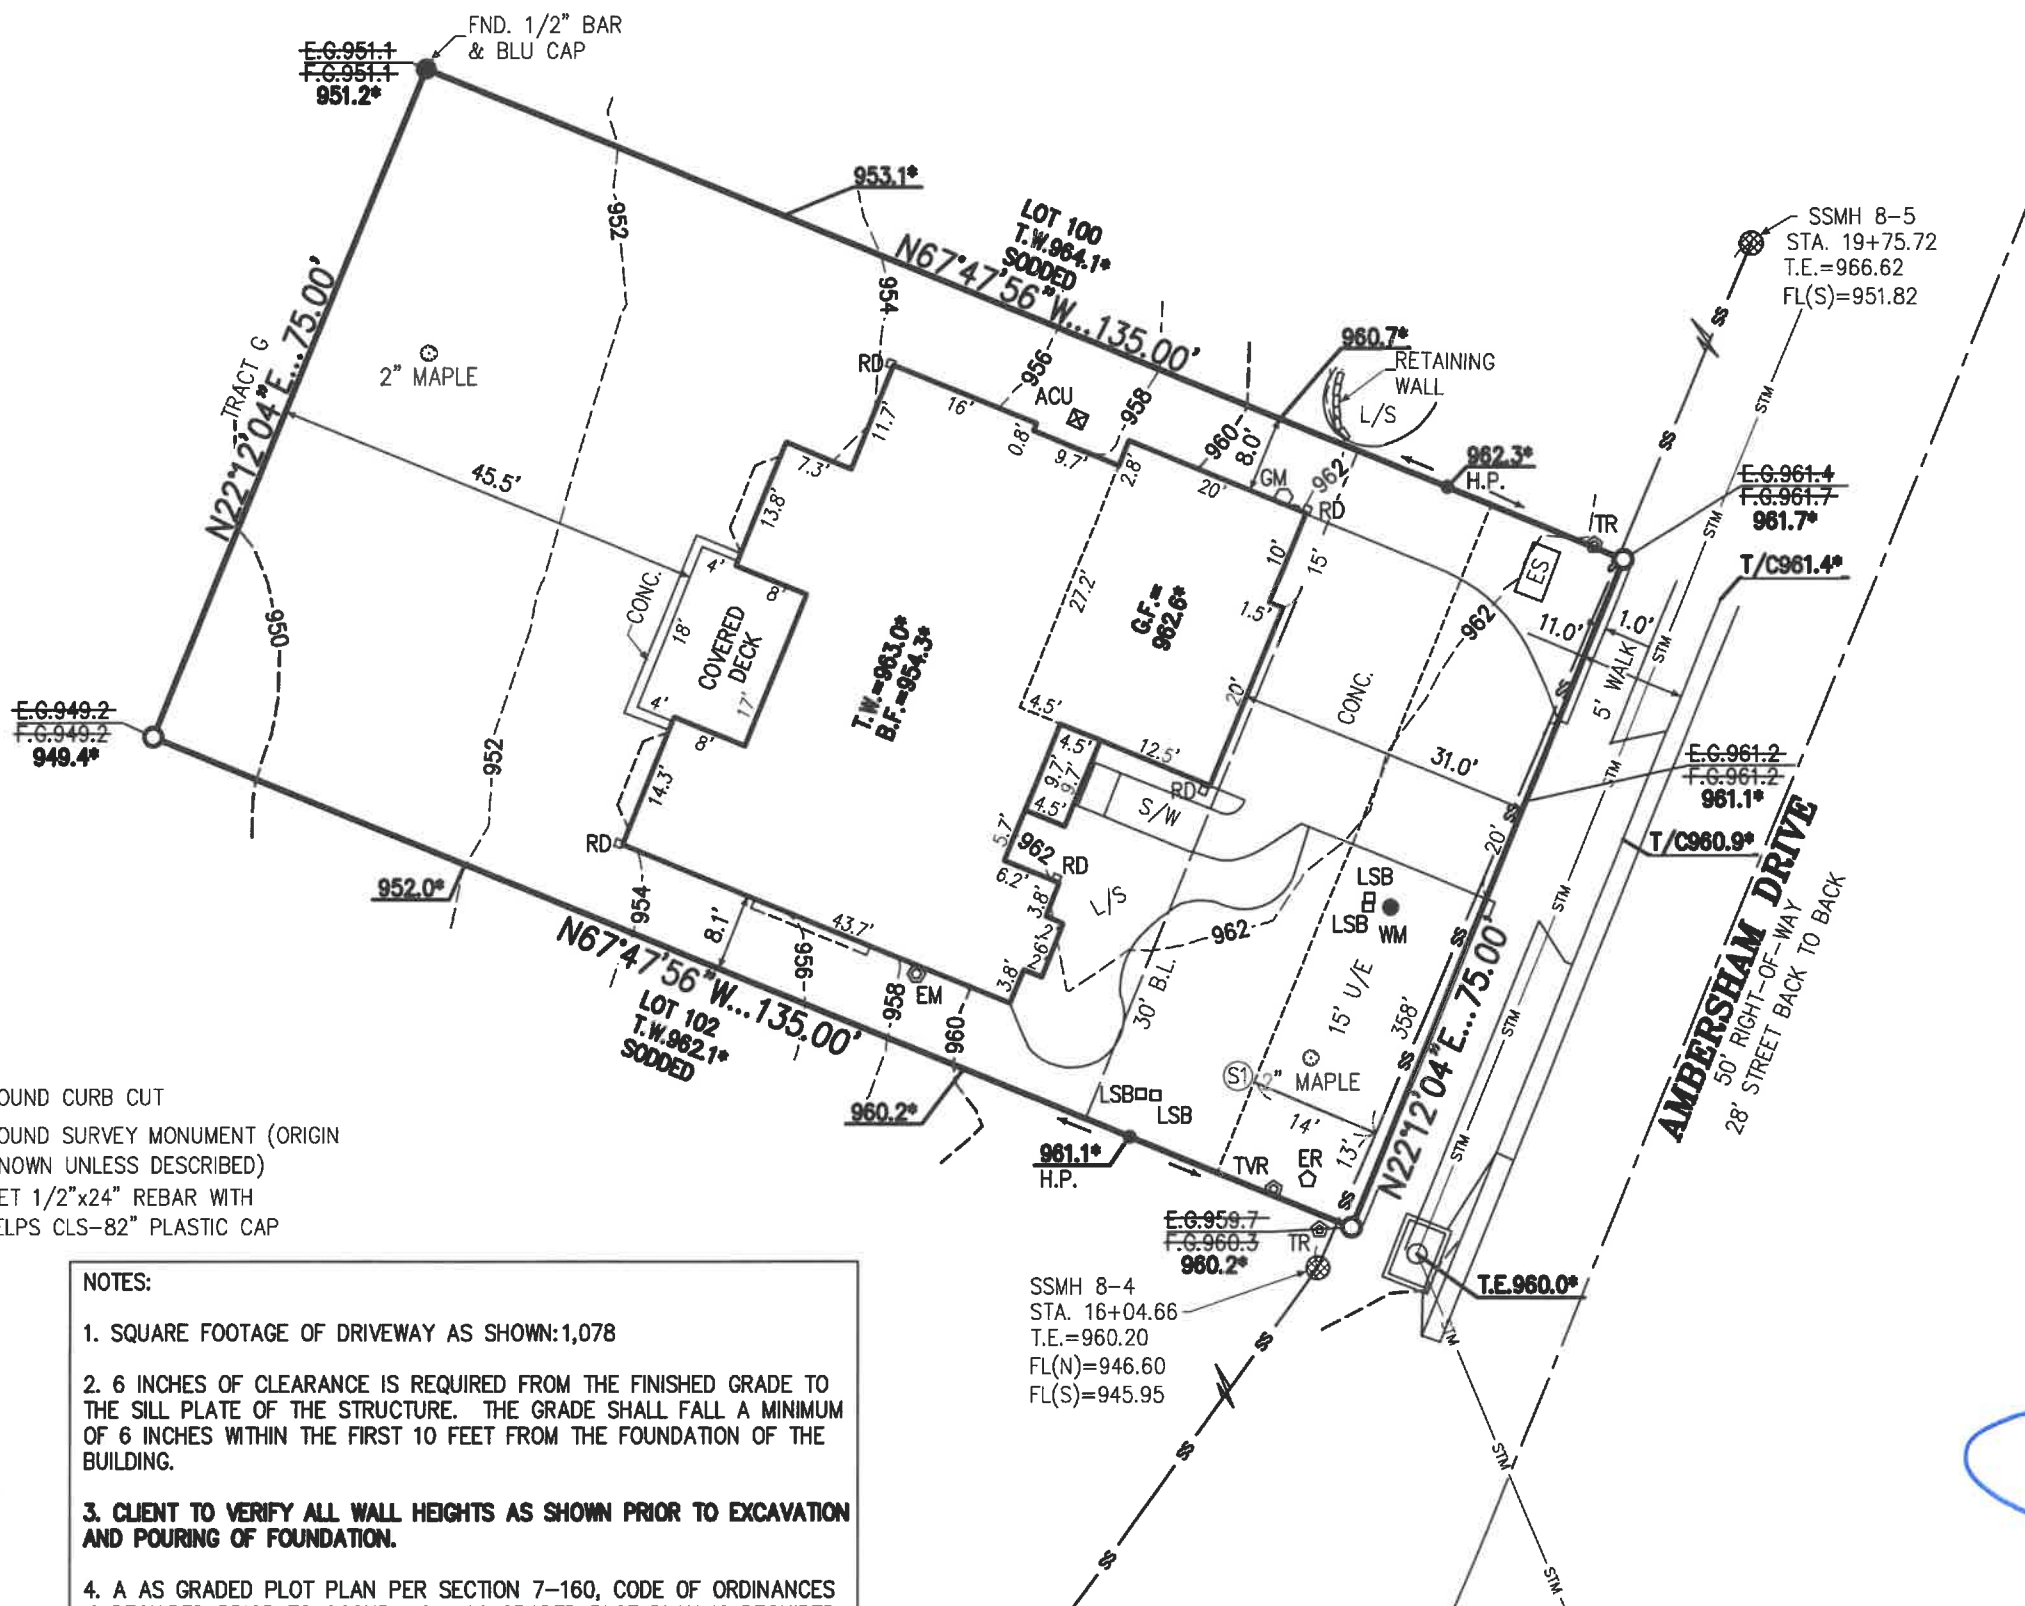 FND. 1/2" BAR
& BLU CAP
E.G.951.1
F.G.951.1
951.2*
953.1*
LOT 100
T.W.964.1*
SODDED
N67°47'56"W...135.00'
952
954
956
958
960
962
960.7*
RETAINING
WALL
L/S
962.3*
H.P.
SSMH 8-5
STA. 19+75.72
T.E.=966.62
FL(S)=951.82
SS
STM
E.G.961.4
F.G.961.7
961.7*
T/C961.4*
TR
ES
TRACT G
N22°12'04"E...75.00'
2" MAPLE
45.5'
RD
16'
ACU
0.8'
9.7'
2.8'
20'
8.0'
GM
RD
11.7'
7.3'
13.8'
10'
15'
1.5'
27.2'
G.F.=
962.6*
962
11.0'
1.0'
5' WALK
CONC.
4'
8'
18'
COVERED
DECK
17'
4'
8'
T.W.=963.0*
B.F.=954.3*
20'
CONC.
31.0'
4.5'
4.5'
12.5'
9.7'
9.7'
4.5'
RD
S/W
E.G.961.2
F.G.961.2
961.1*
T/C960.9*
950
E.G.949.2
F.G.949.2
949.4*
952
14.3'
RD
952.0*
954
8.1'
43.7'
956
958
EM
960
5.7'
962
RD
6.2'
3.8'
2'
6'
2'
3.8'
L/S
962
20'
LSB
LSB
WM
30' B.L.
15' U/E
358'
N67°47'56"W...135.00'
LOT 102
T.W.962.1*
SODDED
960.2*
N22°12'04"E...75.00'
AMBERSHAM DRIVE
50' RIGHT-OF-WAY
28' STREET BACK TO BACK
S1
2" MAPLE
LSB
LSB
14'
13'
961.1*
H.P.
TVR
ER
E.G.959.7
F.G.960.3
960.2*
TR
T.E.960.0*
SSMH 8-4
STA. 16+04.66
T.E.=960.20
FL(N)=946.60
FL(S)=945.95
OUND CURB CUT
OUND SURVEY MONUMENT (ORIGIN
NOWN UNLESS DESCRIBED)
ET 1/2"x24" REBAR WITH
ELPS CLS-82" PLASTIC CAP
NOTES:
1. SQUARE FOOTAGE OF DRIVEWAY AS SHOWN:1,078
2. 6 INCHES OF CLEARANCE IS REQUIRED FROM THE FINISHED GRADE TO
THE SILL PLATE OF THE STRUCTURE. THE GRADE SHALL FALL A MINIMUM
OF 6 INCHES WITHIN THE FIRST 10 FEET FROM THE FOUNDATION OF THE
BUILDING.
3. CLIENT TO VERIFY ALL WALL HEIGHTS AS SHOWN PRIOR TO EXCAVATION
AND POURING OF FOUNDATION.
4. A AS GRADED PLOT PLAN PER SECTION 7-160, CODE OF ORDINANCES